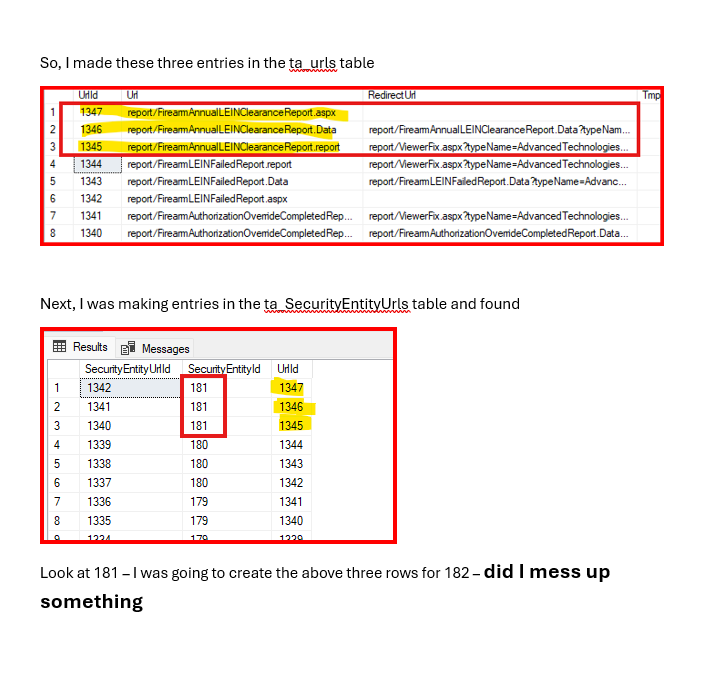 So, I made these three entries in the ta_urls table
UrlId Url RedirectUrl Tmp
1 1347 report/FirearmAnnualLEINClearanceReport.aspx
2 1346 report/FirearmAnnualLEINClearanceReport.Data report/FirearmAnnualLEINClearanceReport.Data?typeNam...
3 1345 report/FirearmAnnualLEINClearanceReport.report report/ViewerFix.aspx?typeName=AdvancedTechnologies...
4 1344 report/FirearmLEINFailedReport.report report/ViewerFix.aspx?typeName=AdvancedTechnologies...
5 1343 report/FirearmLEINFailedReport.Data report/FirearmLEINFailedReport.Data?typeName=Advanc...
6 1342 report/FirearmLEINFailedReport.aspx
7 1341 report/FirearmAuthorizationOverrideCompletedRep... report/ViewerFix.aspx?typeName=AdvancedTechnologies...
8 1340 report/FirearmAuthorizationOverrideCompletedRep... report/FirearmAuthorizationOverrideCompletedReport.Data...
Next, I was making entries in the ta_SecurityEntityUrls table and found
Results Messages
SecurityEntityUrlId SecurityEntityId UrlId
1 1342 181 1347
2 1341 181 1346
3 1340 181 1345
4 1339 180 1344
5 1338 180 1343
6 1337 180 1342
7 1336 179 1341
8 1335 179 1340
9 1334 179 1339
Look at 181 – I was going to create the above three rows for 182 – did I mess up
something